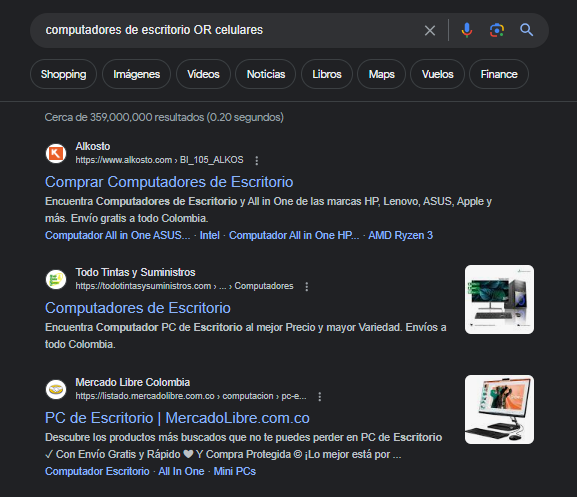 computadores de escritorio OR celulares
Shopping Imágenes Vídeos Noticias Libros Maps Vuelos Finance
Cerca de 359,000,000 resultados (0.20 segundos)
Alkosto
https://www.alkosto.com › BI_105_ALKOS
Comprar Computadores de Escritorio
Encuentra Computadores de Escritorio y All in One de las marcas HP, Lenovo, ASUS, Apple y
más. Envío gratis a todo Colombia.
Computador All in One ASUS... · Intel · Computador All in One HP... · AMD Ryzen 3
Todo Tintas y Suministros
https://todotintasysuministros.com › ... › Computadores
Computadores de Escritorio
Encuentra Computador PC de Escritorio al mejor Precio y mayor Variedad. Envíos a
todo Colombia.
Mercado Libre Colombia
https://listado.mercadolibre.com.co › computacion › pc-e...
PC de Escritorio | MercadoLibre.com.co
Descubre los productos más buscados que no te puedes perder en PC de Escritorio
✓ Con Envío Gratis y Rápido ❤ Y Compra Protegida © ¡Lo mejor está por ...
Computador Escritorio · All In One · Mini PCs